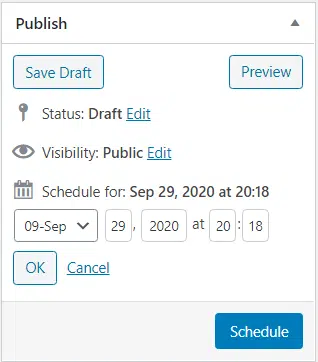 Publish
Save Draft Preview
Status: Draft Edit
Visibility: Public Edit
Schedule for: Sep 29, 2020 at 20:18
09-Sep 29, 2020 at 20:18
OK Cancel
Schedule